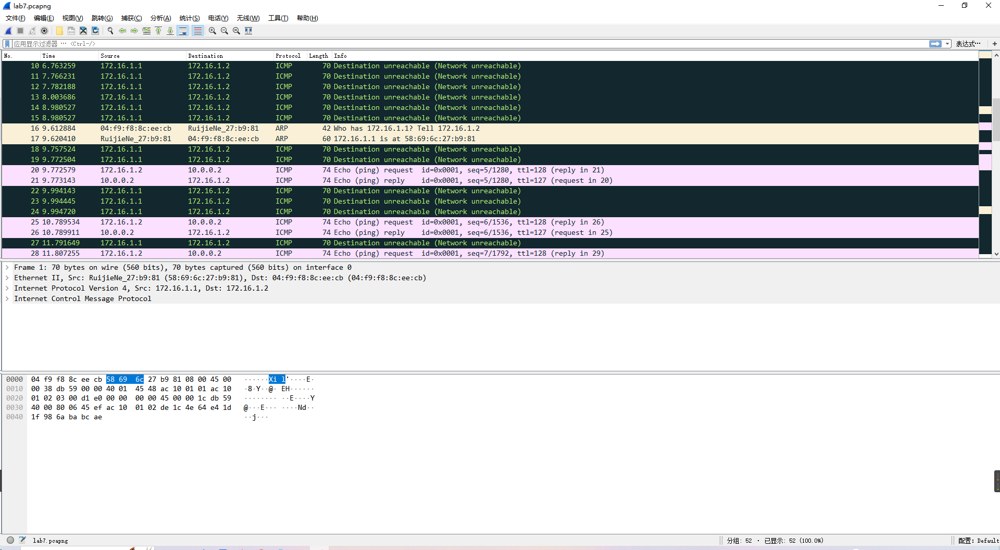 lab7.pcapng
文件(F) 编辑(E) 视图(V) 跳转(G) 捕获(C) 分析(A) 统计(S) 电话(Y) 无线(W) 工具(T) 帮助(H)
应用显示过滤器 ··· <Ctrl-/> 表达式··· +
No. Time Source Destination Protocol Length Info
10 6.763259 172.16.1.1 172.16.1.2 ICMP 70 Destination unreachable (Network unreachable)
11 7.766231 172.16.1.1 172.16.1.2 ICMP 70 Destination unreachable (Network unreachable)
12 7.782188 172.16.1.1 172.16.1.2 ICMP 70 Destination unreachable (Network unreachable)
13 8.003686 172.16.1.1 172.16.1.2 ICMP 70 Destination unreachable (Network unreachable)
14 8.980527 172.16.1.1 172.16.1.2 ICMP 70 Destination unreachable (Network unreachable)
15 8.980527 172.16.1.1 172.16.1.2 ICMP 70 Destination unreachable (Network unreachable)
16 9.612884 04:f9:f8:8c:ee:cb RuijieNe_27:b9:81 ARP 42 Who has 172.16.1.1? Tell 172.16.1.2
17 9.620410 RuijieNe_27:b9:81 04:f9:f8:8c:ee:cb ARP 60 172.16.1.1 is at 58:69:6c:27:b9:81
18 9.757524 172.16.1.1 172.16.1.2 ICMP 70 Destination unreachable (Network unreachable)
19 9.772504 172.16.1.1 172.16.1.2 ICMP 70 Destination unreachable (Network unreachable)
20 9.772579 172.16.1.2 10.0.0.2 ICMP 74 Echo (ping) request id=0x0001, seq=5/1280, ttl=128 (reply in 21)
21 9.773143 10.0.0.2 172.16.1.2 ICMP 74 Echo (ping) reply id=0x0001, seq=5/1280, ttl=127 (request in 20)
22 9.994143 172.16.1.1 172.16.1.2 ICMP 70 Destination unreachable (Network unreachable)
23 9.994445 172.16.1.1 172.16.1.2 ICMP 70 Destination unreachable (Network unreachable)
24 9.994720 172.16.1.1 172.16.1.2 ICMP 70 Destination unreachable (Network unreachable)
25 10.789534 172.16.1.2 10.0.0.2 ICMP 74 Echo (ping) request id=0x0001, seq=6/1536, ttl=128 (reply in 26)
26 10.789911 10.0.0.2 172.16.1.2 ICMP 74 Echo (ping) reply id=0x0001, seq=6/1536, ttl=127 (request in 25)
27 11.791649 172.16.1.1 172.16.1.2 ICMP 70 Destination unreachable (Network unreachable)
28 11.807255 172.16.1.2 10.0.0.2 ICMP 74 Echo (ping) request id=0x0001, seq=7/1792, ttl=128 (reply in 29)
Frame 1: 70 bytes on wire (560 bits), 70 bytes captured (560 bits) on interface 0
Ethernet II, Src: RuijieNe_27:b9:81 (58:69:6c:27:b9:81), Dst: 04:f9:f8:8c:ee:cb (04:f9:f8:8c:ee:cb)
Internet Protocol Version 4, Src: 172.16.1.1, Dst: 172.16.1.2
Internet Control Message Protocol
0000 04 f9 f8 8c ee cb 58 69 6c 27 b9 81 08 00 45 00 ······Xi l'····E·
0010 00 38 db 59 00 00 40 01 45 48 ac 10 01 01 ac 10 ·8·Y··@· EH······
0020 01 02 03 00 d1 e0 00 00 00 00 45 00 00 1c db 59 ········ ··E····Y
0030 40 00 80 06 45 ef ac 10 01 02 de 1c 4e 64 e4 1d @···E··· ····Nd··
0040 1f 98 6a ba bc ae ··j···
lab7.pcapng 分组: 52 · 已显示: 52 (100.0%) 配置: Default